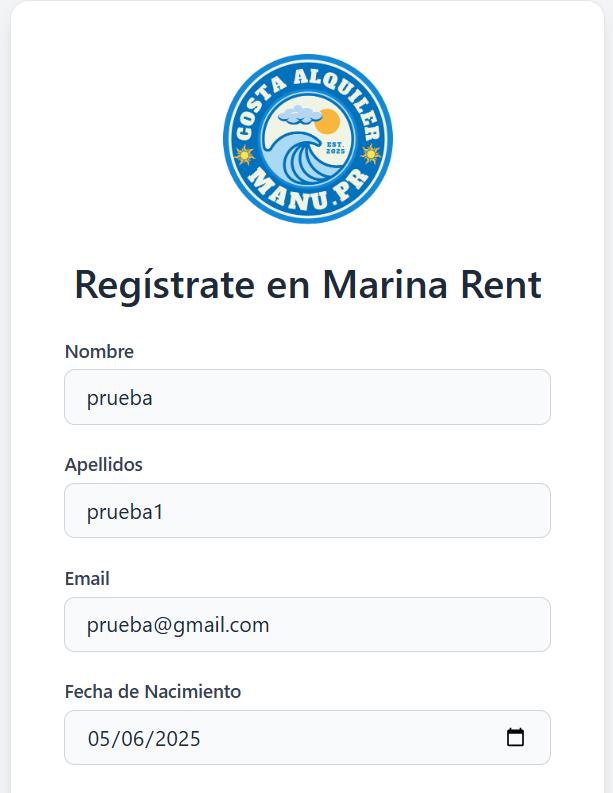 COSTA ALQUILER
EST.
2025
MANU.PR
Regístrate en Marina Rent
Nombre
prueba
Apellidos
prueba1
Email
prueba@gmail.com
Fecha de Nacimiento
05/06/2025